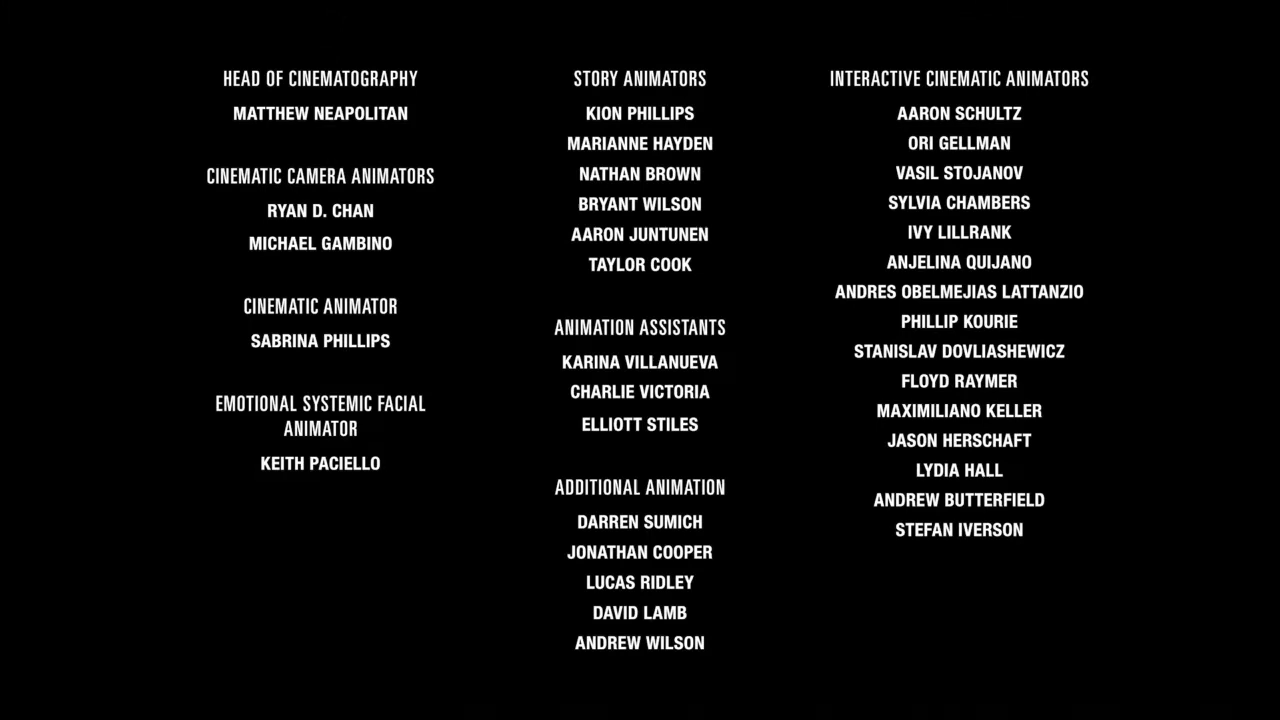 HEAD OF CINEMATOGRAPHY
MATTHEW NEAPOLITAN
CINEMATIC CAMERA ANIMATORS
RYAN D. CHAN
MICHAEL GAMBINO
CINEMATIC ANIMATOR
SABRINA PHILLIPS
EMOTIONAL SYSTEMIC FACIAL
ANIMATOR
KEITH PACIELLO
STORY ANIMATORS
KION PHILLIPS
MARIANNE HAYDEN
NATHAN BROWN
BRYANT WILSON
AARON JUNTUNEN
TAYLOR COOK
ANIMATION ASSISTANTS
KARINA VILLANUEVA
CHARLIE VICTORIA
ELLIOTT STILES
ADDITIONAL ANIMATION
DARREN SUMICH
JONATHAN COOPER
LUCAS RIDLEY
DAVID LAMB
ANDREW WILSON
INTERACTIVE CINEMATIC ANIMATORS
AARON SCHULTZ
ORI GELLMAN
VASIL STOJANOV
SYLVIA CHAMBERS
IVY LILLRANK
ANJELINA QUIJANO
ANDRES OBELMEJIAS LATTANZIO
PHILLIP KOURIE
STANISLAV DOVLIASHEWICZ
FLOYD RAYMER
MAXIMILIANO KELLER
JASON HERSCHAFT
LYDIA HALL
ANDREW BUTTERFIELD
STEFAN IVERSON